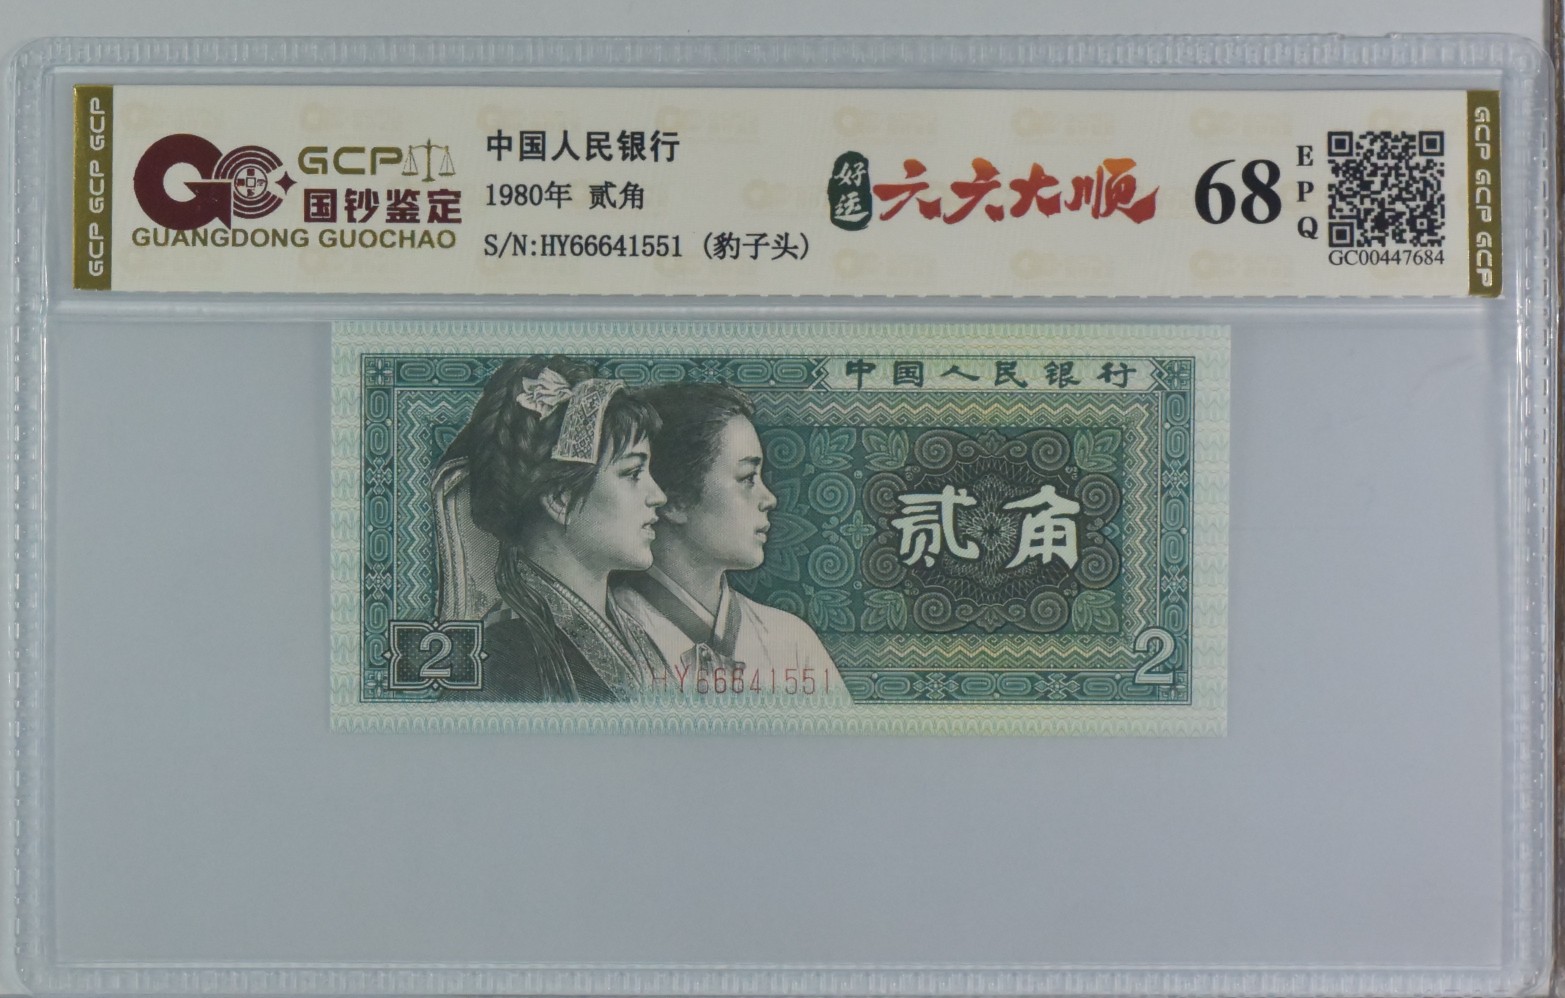 GCP GCP GCP
GCP
国钞鉴定
GUANGDONG GUOCHAO
中国人民银行
1980年 贰角
S/N:HY66641551 (豹子头)
好运 六六大顺
68
EPQ
GC00447684
GCP GCP GCP
中国人民银行
贰角
2
HY66641551
2